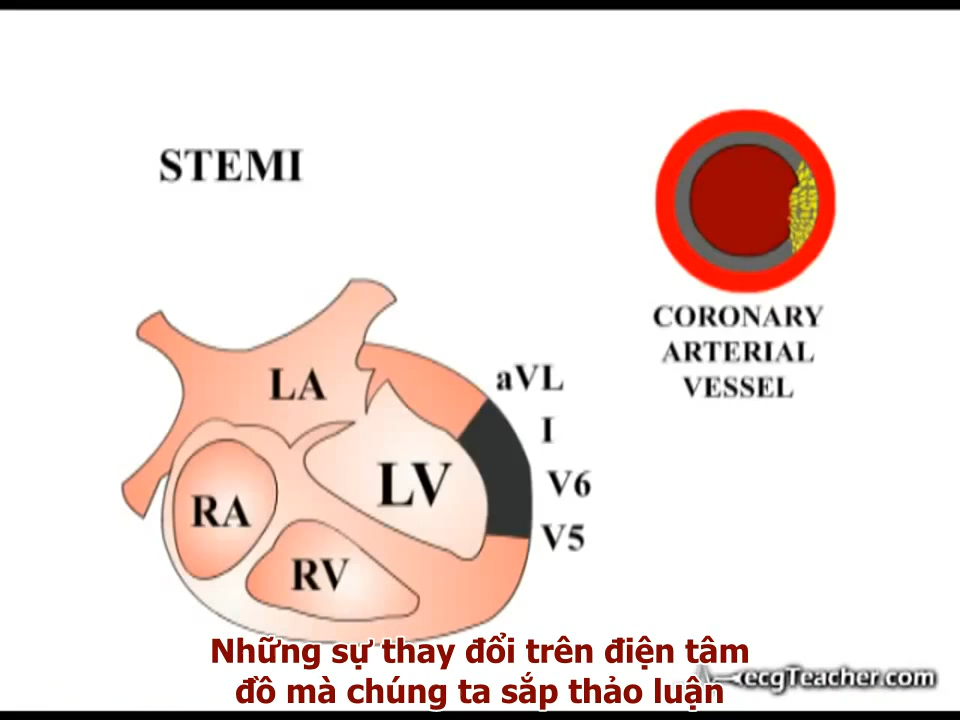 STEMI
CORONARY
ARTERIAL
VESSEL
LA
aVL
I
LV
V6
RA
V5
RV
Những sự thay đổi trên điện tâm
đồ mà chúng ta sắp thảo luận
ecgTeacher.com